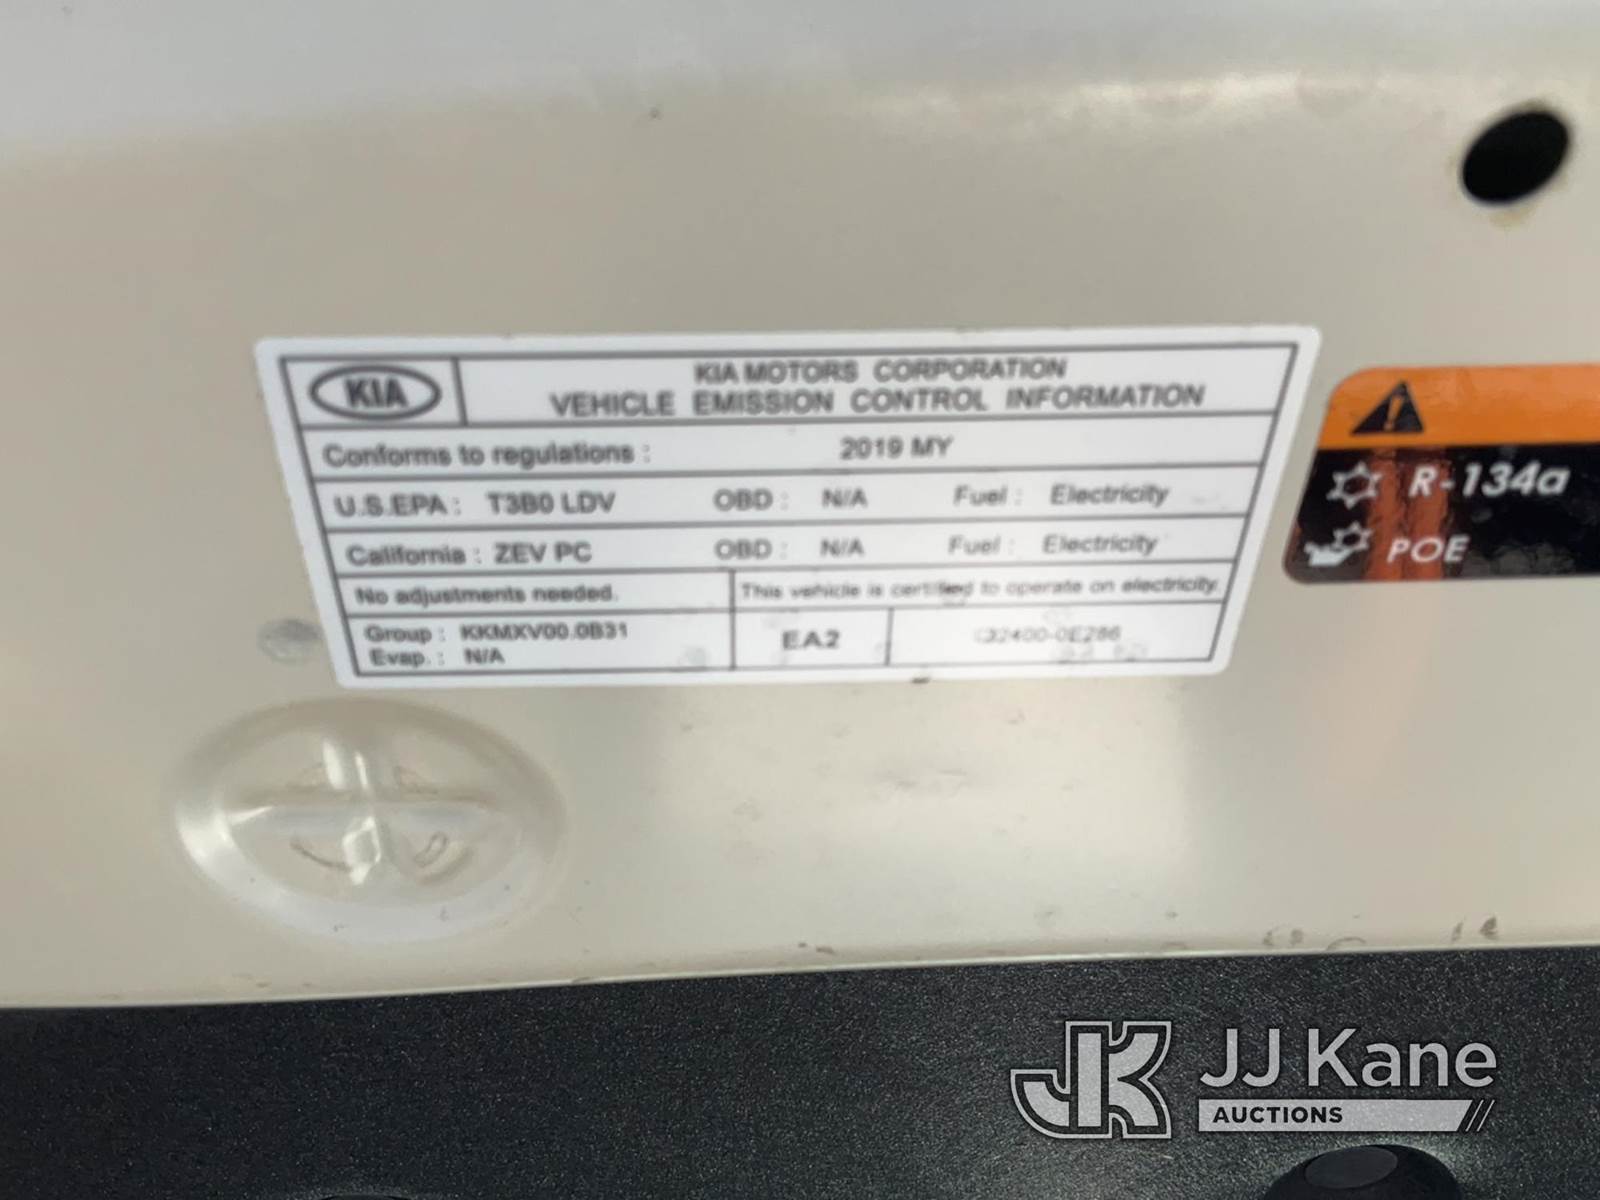 KIA
KIA MOTORS CORPORATION
VEHICLE EMISSION CONTROL INFORMATION
Conforms to regulations : 2019 MY
U.S.EPA : T3B0 LDV OBD : N/A Fuel : Electricity
California : ZEV PC OBD : N/A Fuel : Electricity
No adjustments needed. This vehicle is certified to operate on electricity.
Group : KKMXV00.0B31
Evap. : N/A
EA2
R-134a
POE
JK
JJ Kane
AUCTIONS